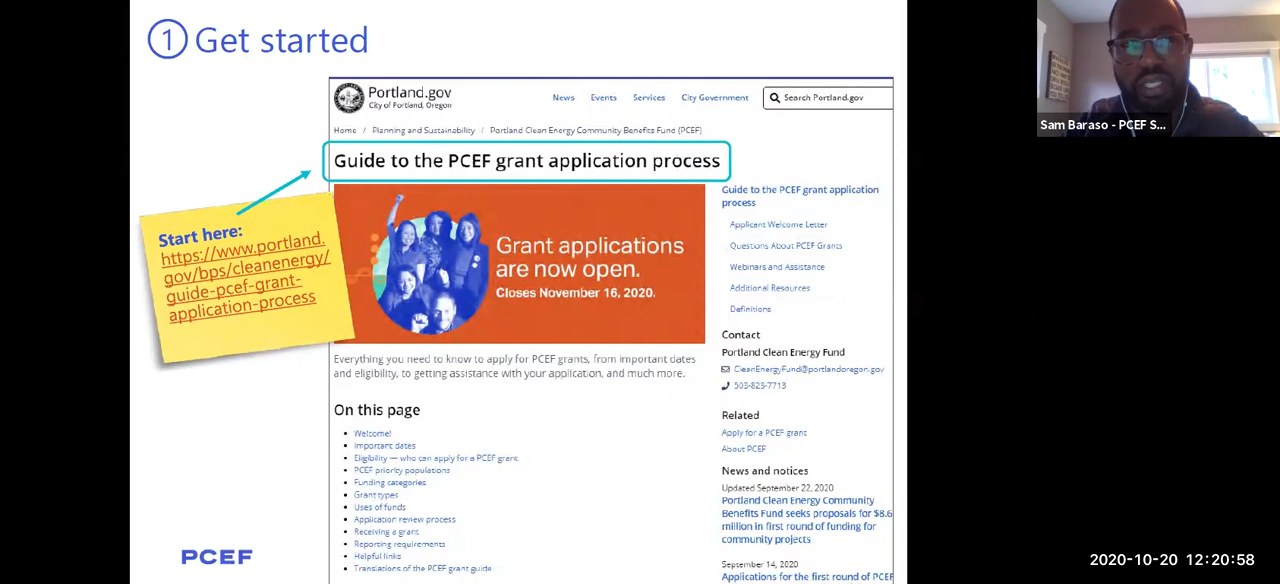 1 Get started
Portland.gov
City of Portland, Oregon
News Events Services City Government Search Portland.gov
Home / Planning and Sustainability / Portland Clean Energy Community Benefits Fund (PCEF)
Guide to the PCEF grant application process
Start here:
https://www.portland.
gov/bps/cleanenergy/
guide-pcef-grant-
application-process
Grant applications
are now open.
Closes November 16, 2020.
Everything you need to know to apply for PCEF grants, from important dates
and eligibility, to getting assistance with your application, and much more.
On this page
Welcome!
Important dates
Eligibility — who can apply for a PCEF grant
PCEF priority populations
Funding categories
Grant types
Uses of funds
Application review process
Receiving a grant
Reporting requirements
Helpful links
Translations of the PCEF grant guide
Guide to the PCEF grant application
process
Applicant Welcome Letter
Questions About PCEF Grants
Webinars and Assistance
Additional Resources
Definitions
Contact
Portland Clean Energy Fund
CleanEnergyFund@portlandoregon.gov
503-823-7713
Related
Apply for a PCEF grant
About PCEF
News and notices
Updated September 22, 2020
Portland Clean Energy Community
Benefits Fund seeks proposals for $8.6
million in first round of funding for
community projects
September 14, 2020
Applications for the first round of PCEF
PCEF
Sam Baraso - PCEF S...
2020-10-20 12:20:58